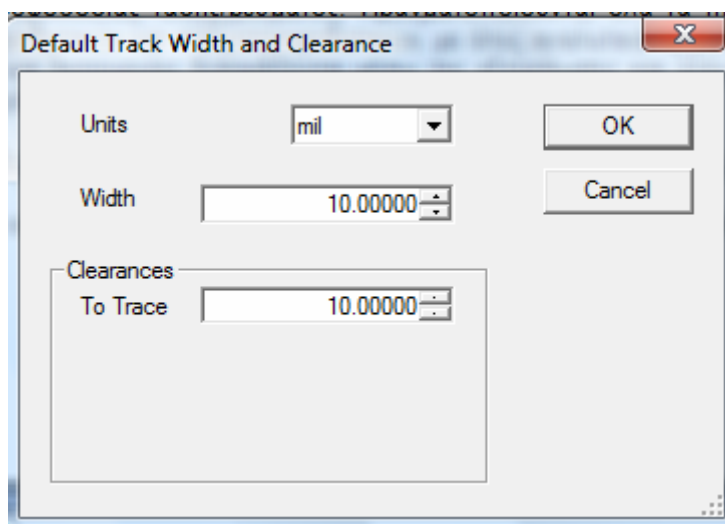 Default Track Width and Clearance
Units mil OK
Width 10.00000 Cancel
Clearances
To Trace 10.00000